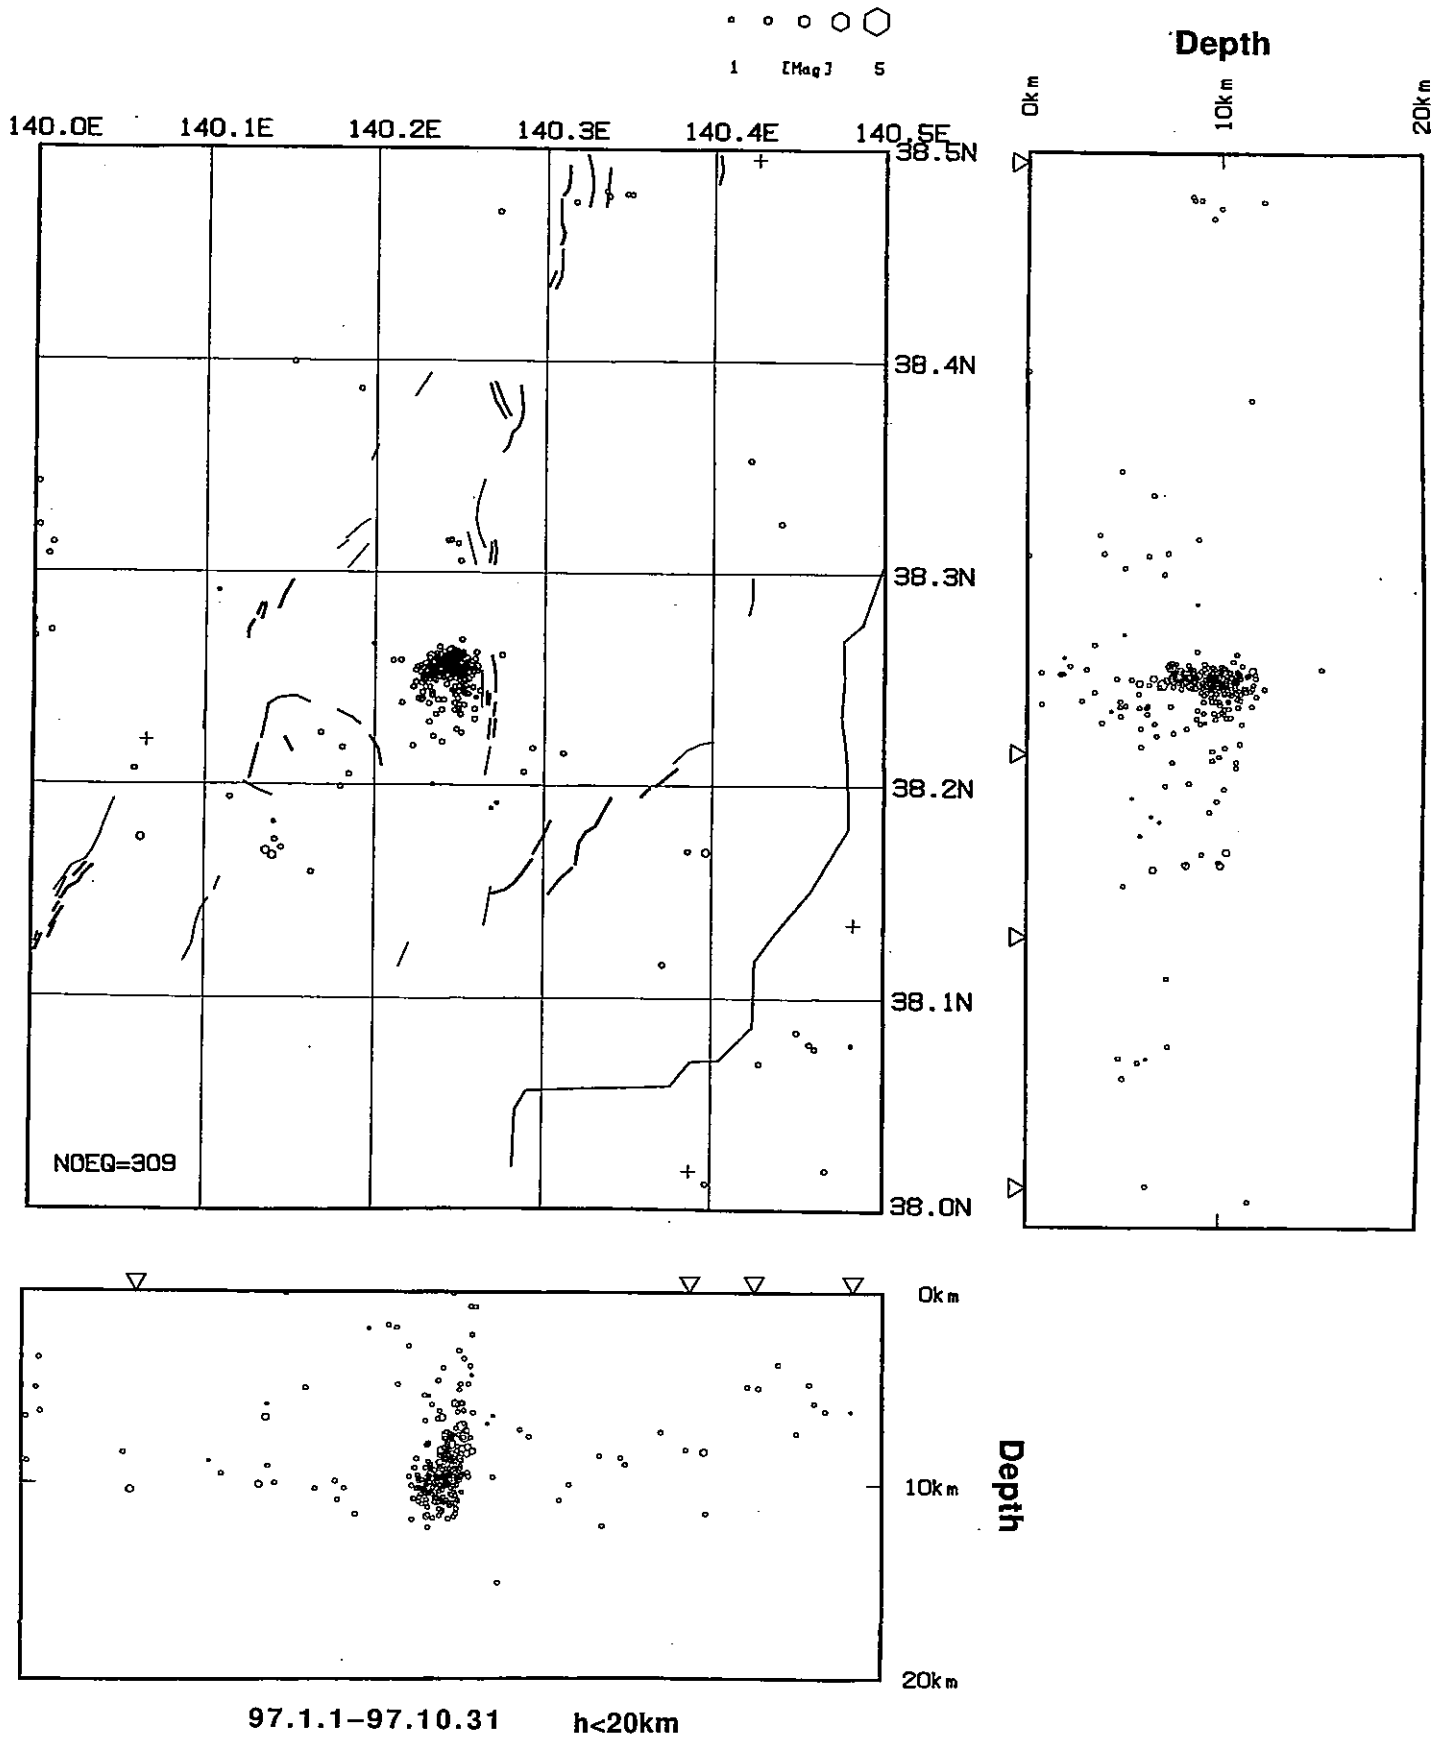 1 [Mag] 5
Depth
0km 10km 20km
140.0E 140.1E 140.2E 140.3E 140.4E 140.5E
38.5N
38.4N
38.3N
38.2N
38.1N
38.0N
NOEQ=309
0km
10km
20km
Depth
97.1.1–97.10.31 h<20km